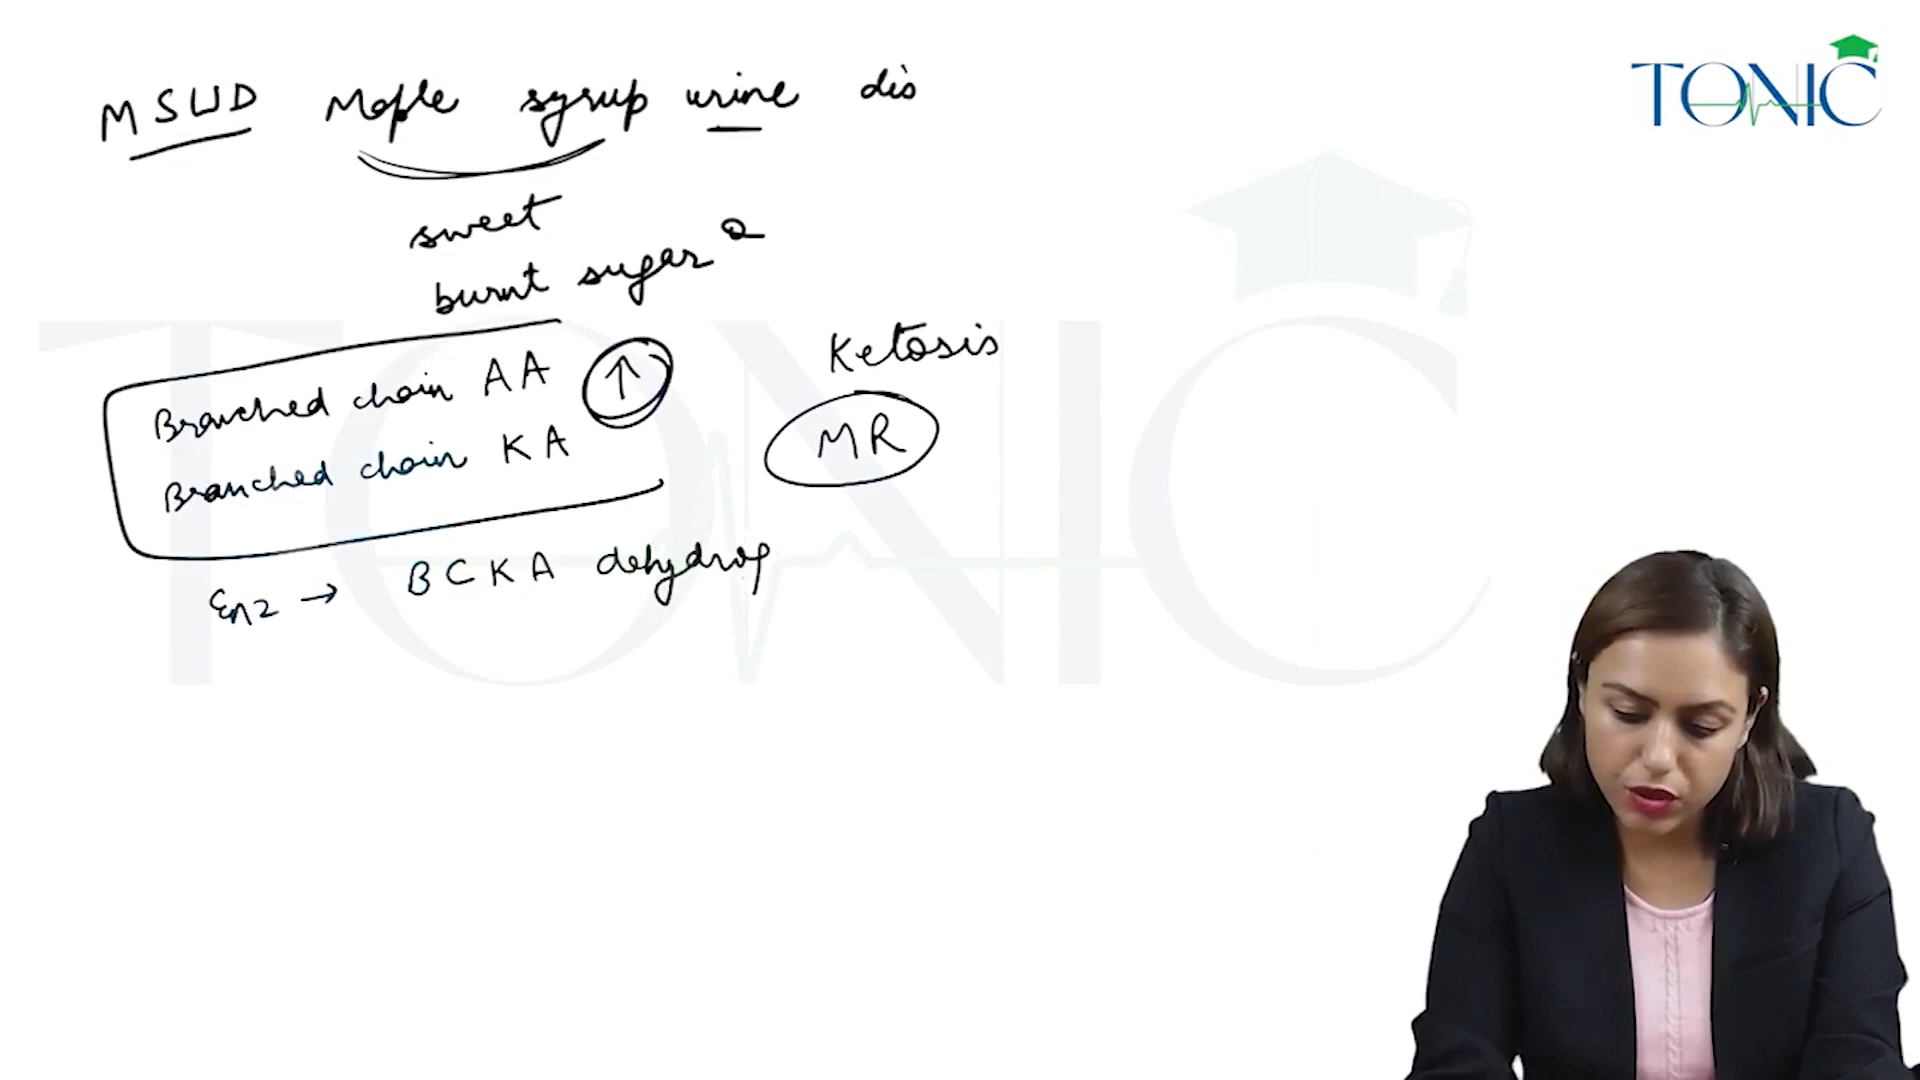 TONIC
MSUD Maple syrup urine dis
sweet
burnt sugar
Branched chain AA ↑
Branched chain KA
Ketosis
MR
Enz → BCKA dehydrog
TONIC